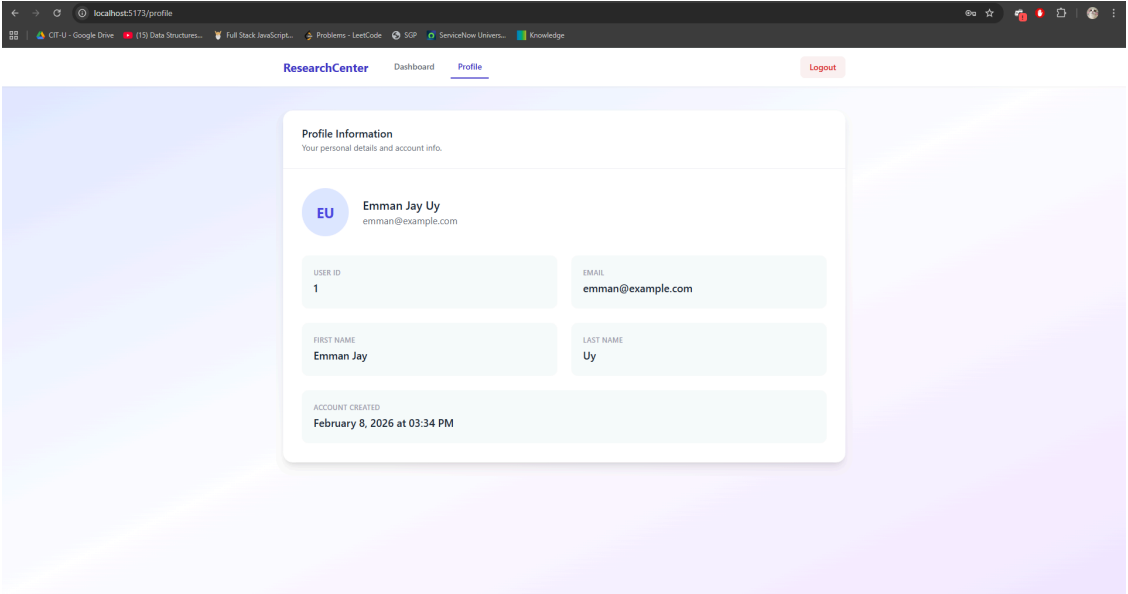 localhost:5173/profile
CIT-U - Google Drive
(15) Data Structures...
Full Stack JavaScript...
Problems - LeetCode
SGP
ServiceNow Univers...
Knowledge
ResearchCenter
Dashboard
Profile
Logout
Profile Information
Your personal details and account info.
EU
Emman Jay Uy
emman@example.com
USER ID
1
EMAIL
emman@example.com
FIRST NAME
Emman Jay
LAST NAME
Uy
ACCOUNT CREATED
February 8, 2026 at 03:34 PM